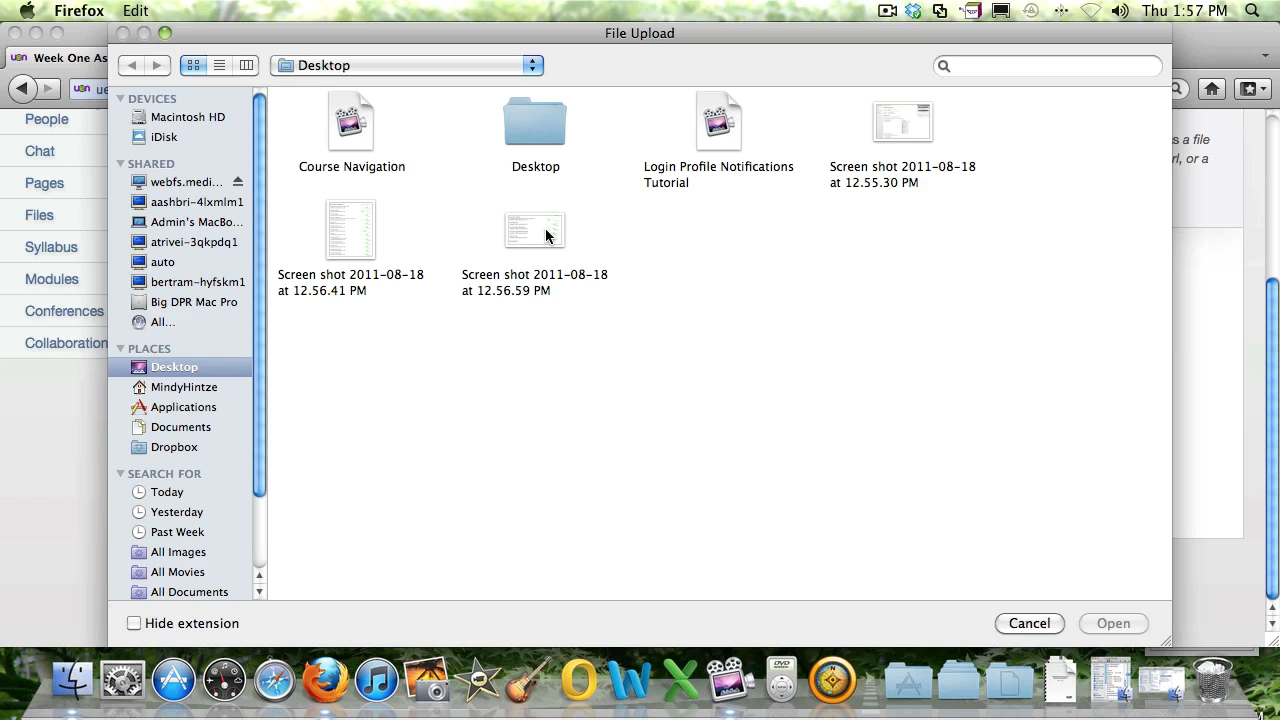 Firefox Edit Thu 1:57 PM
File Upload
Week One As
Desktop
ue
DEVICES
Macintosh HD
iDisk
SHARED
webfs.medi...
aashbr-4lxmlm1
Admin's MacBo...
atrivei-3qkpdq1
auto
bertram-hyfskm1
Big DPR Mac Pro
All...
PLACES
Desktop
MindyHintze
Applications
Documents
Dropbox
SEARCH FOR
Today
Yesterday
Past Week
All Images
All Movies
All Documents
Course Navigation
Desktop
Login Profile Notifications
Tutorial
Screen shot 2011-08-18
at 12.55.30 PM
Screen shot 2011-08-18
at 12.56.41 PM
Screen shot 2011-08-18
at 12.56.59 PM
People
Chat
Pages
Files
Syllabus
Modules
Conferences
Collaboration
s a file
rl, or a
Hide extension
Cancel
Open